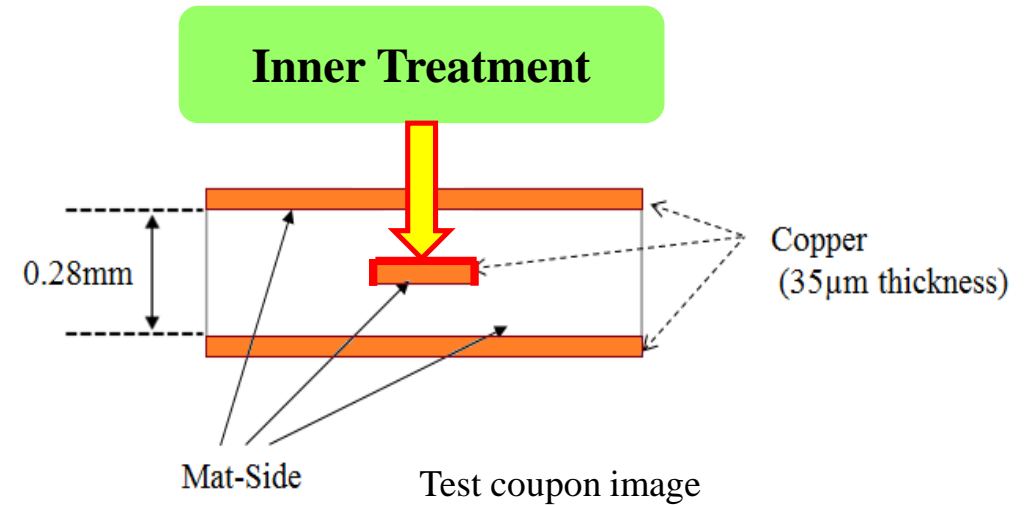 Inner Treatment
0.28mm
Copper
(35µm thickness)
Mat-Side
Test coupon image